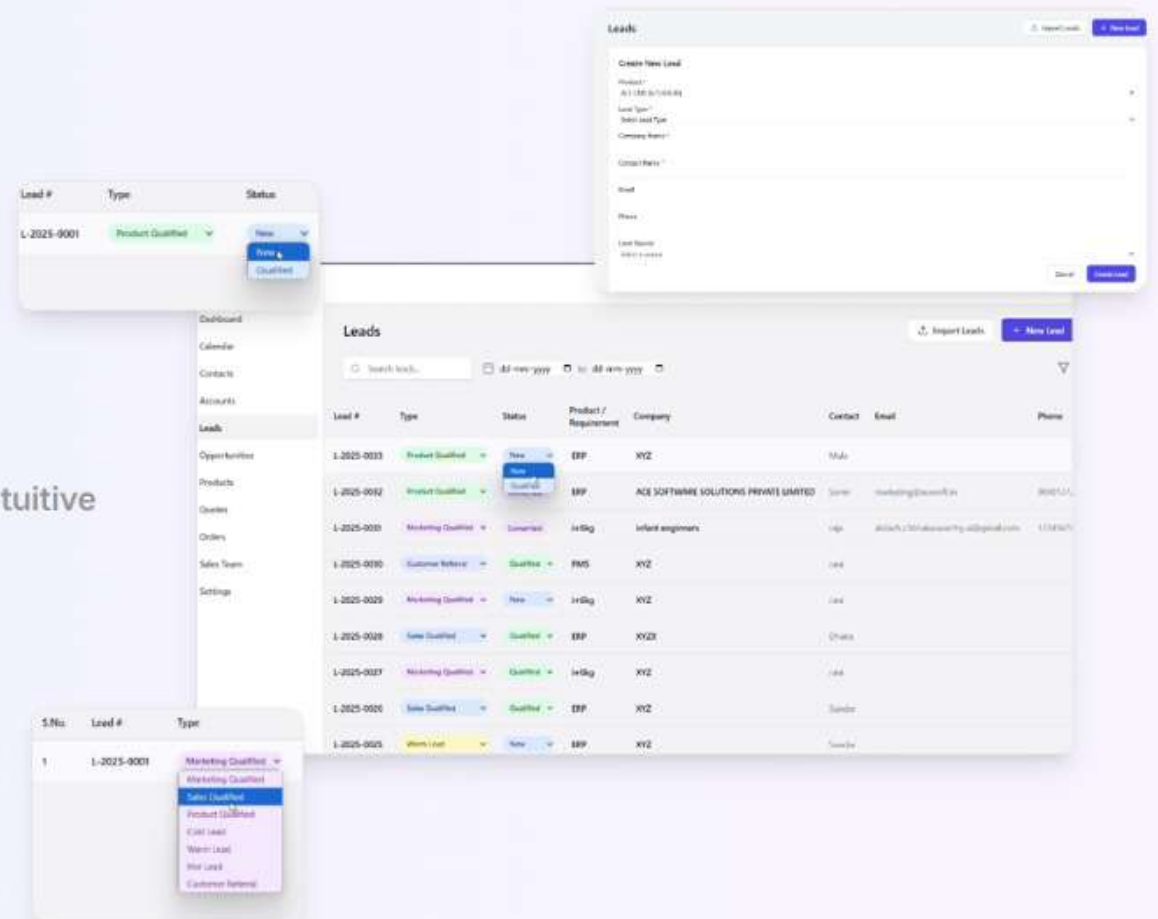 Leads
Import Leads
+ New Lead
Create New Lead
Product *
Lead Type *
Select Lead Type
Company Name *
Contact Name *
Email
Phone
Lead Source
Cancel
Create Lead
Lead # Type Status
L-2025-0001 Product Qualified New
New
Qualified
Dashboard
Calendar
Contacts
Accounts
Leads
Opportunities
Products
Quotes
Orders
Sales Team
Settings
tuitive
Leads
Import Leads
+ New Lead
Search leads...
dd-mm-yyyy to dd-mm-yyyy
Lead # Type Status Product / Requirement Company Contact Email Phone
L-2025-0033 Product Qualified New ERP XYZ
New
Qualified
L-2025-0032 Product Qualified ERP ACE SOFTWARE SOLUTIONS PRIVATE LIMITED
L-2025-0031 Marketing Qualified Converted
L-2025-0030 Customer Referral Qualified XYZ
L-2025-0029 Marketing Qualified New XYZ
L-2025-0028 Sales Qualified Qualified ERP XYZX
L-2025-0027 Marketing Qualified Qualified XYZ
L-2025-0026 Sales Qualified Qualified ERP XYZ
L-2025-0025 Warm Lead New ERP XYZ
S.No. Lead # Type
1 L-2025-0001 Marketing Qualified
Marketing Qualified
Sales Qualified
Product Qualified
Cold Lead
Warm Lead
Hot Lead
Customer Referral